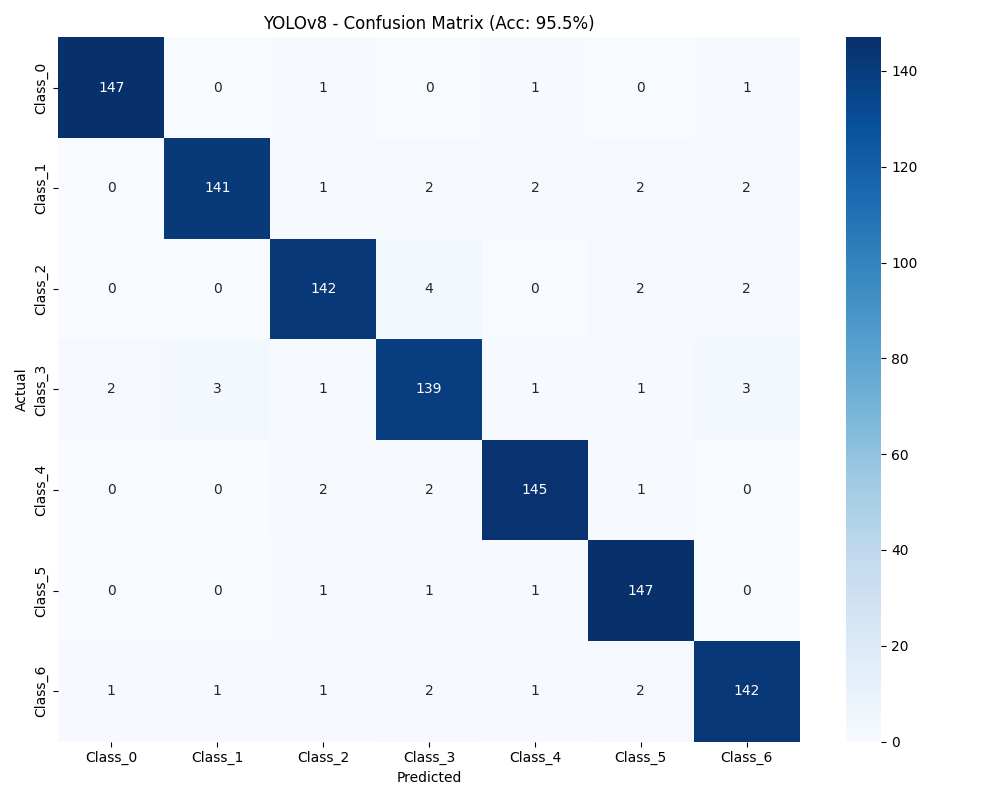 YOLOv8 - Confusion Matrix (Acc: 95.5%)
Class_0 147 0 1 0 1 0 1
Class_1 0 141 1 2 2 2 2
Class_2 0 0 142 4 0 2 2
Class_3 2 3 1 139 1 1 3
Class_4 0 0 2 2 145 1 0
Class_5 0 0 1 1 1 147 0
Class_6 1 1 1 2 1 2 142
Actual
Class_0 Class_1 Class_2 Class_3 Class_4 Class_5 Class_6
Predicted
140
120
100
80
60
40
20
0